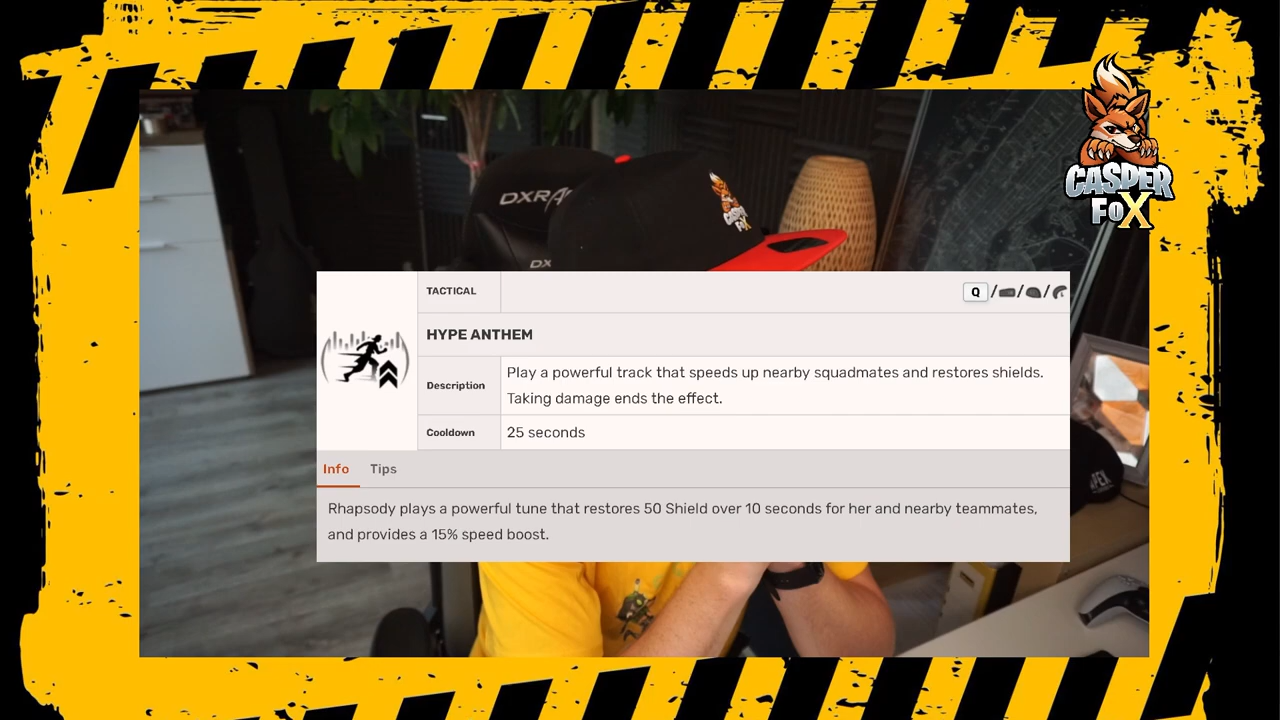 CASPER
FOX
DXRA
DX
TACTICAL
Q / / /
HYPE ANTHEM
Description
Play a powerful track that speeds up nearby squadmates and restores shields.
Taking damage ends the effect.
Cooldown
25 seconds
Info Tips
Rhapsody plays a powerful tune that restores 50 Shield over 10 seconds for her and nearby teammates,
and provides a 15% speed boost.